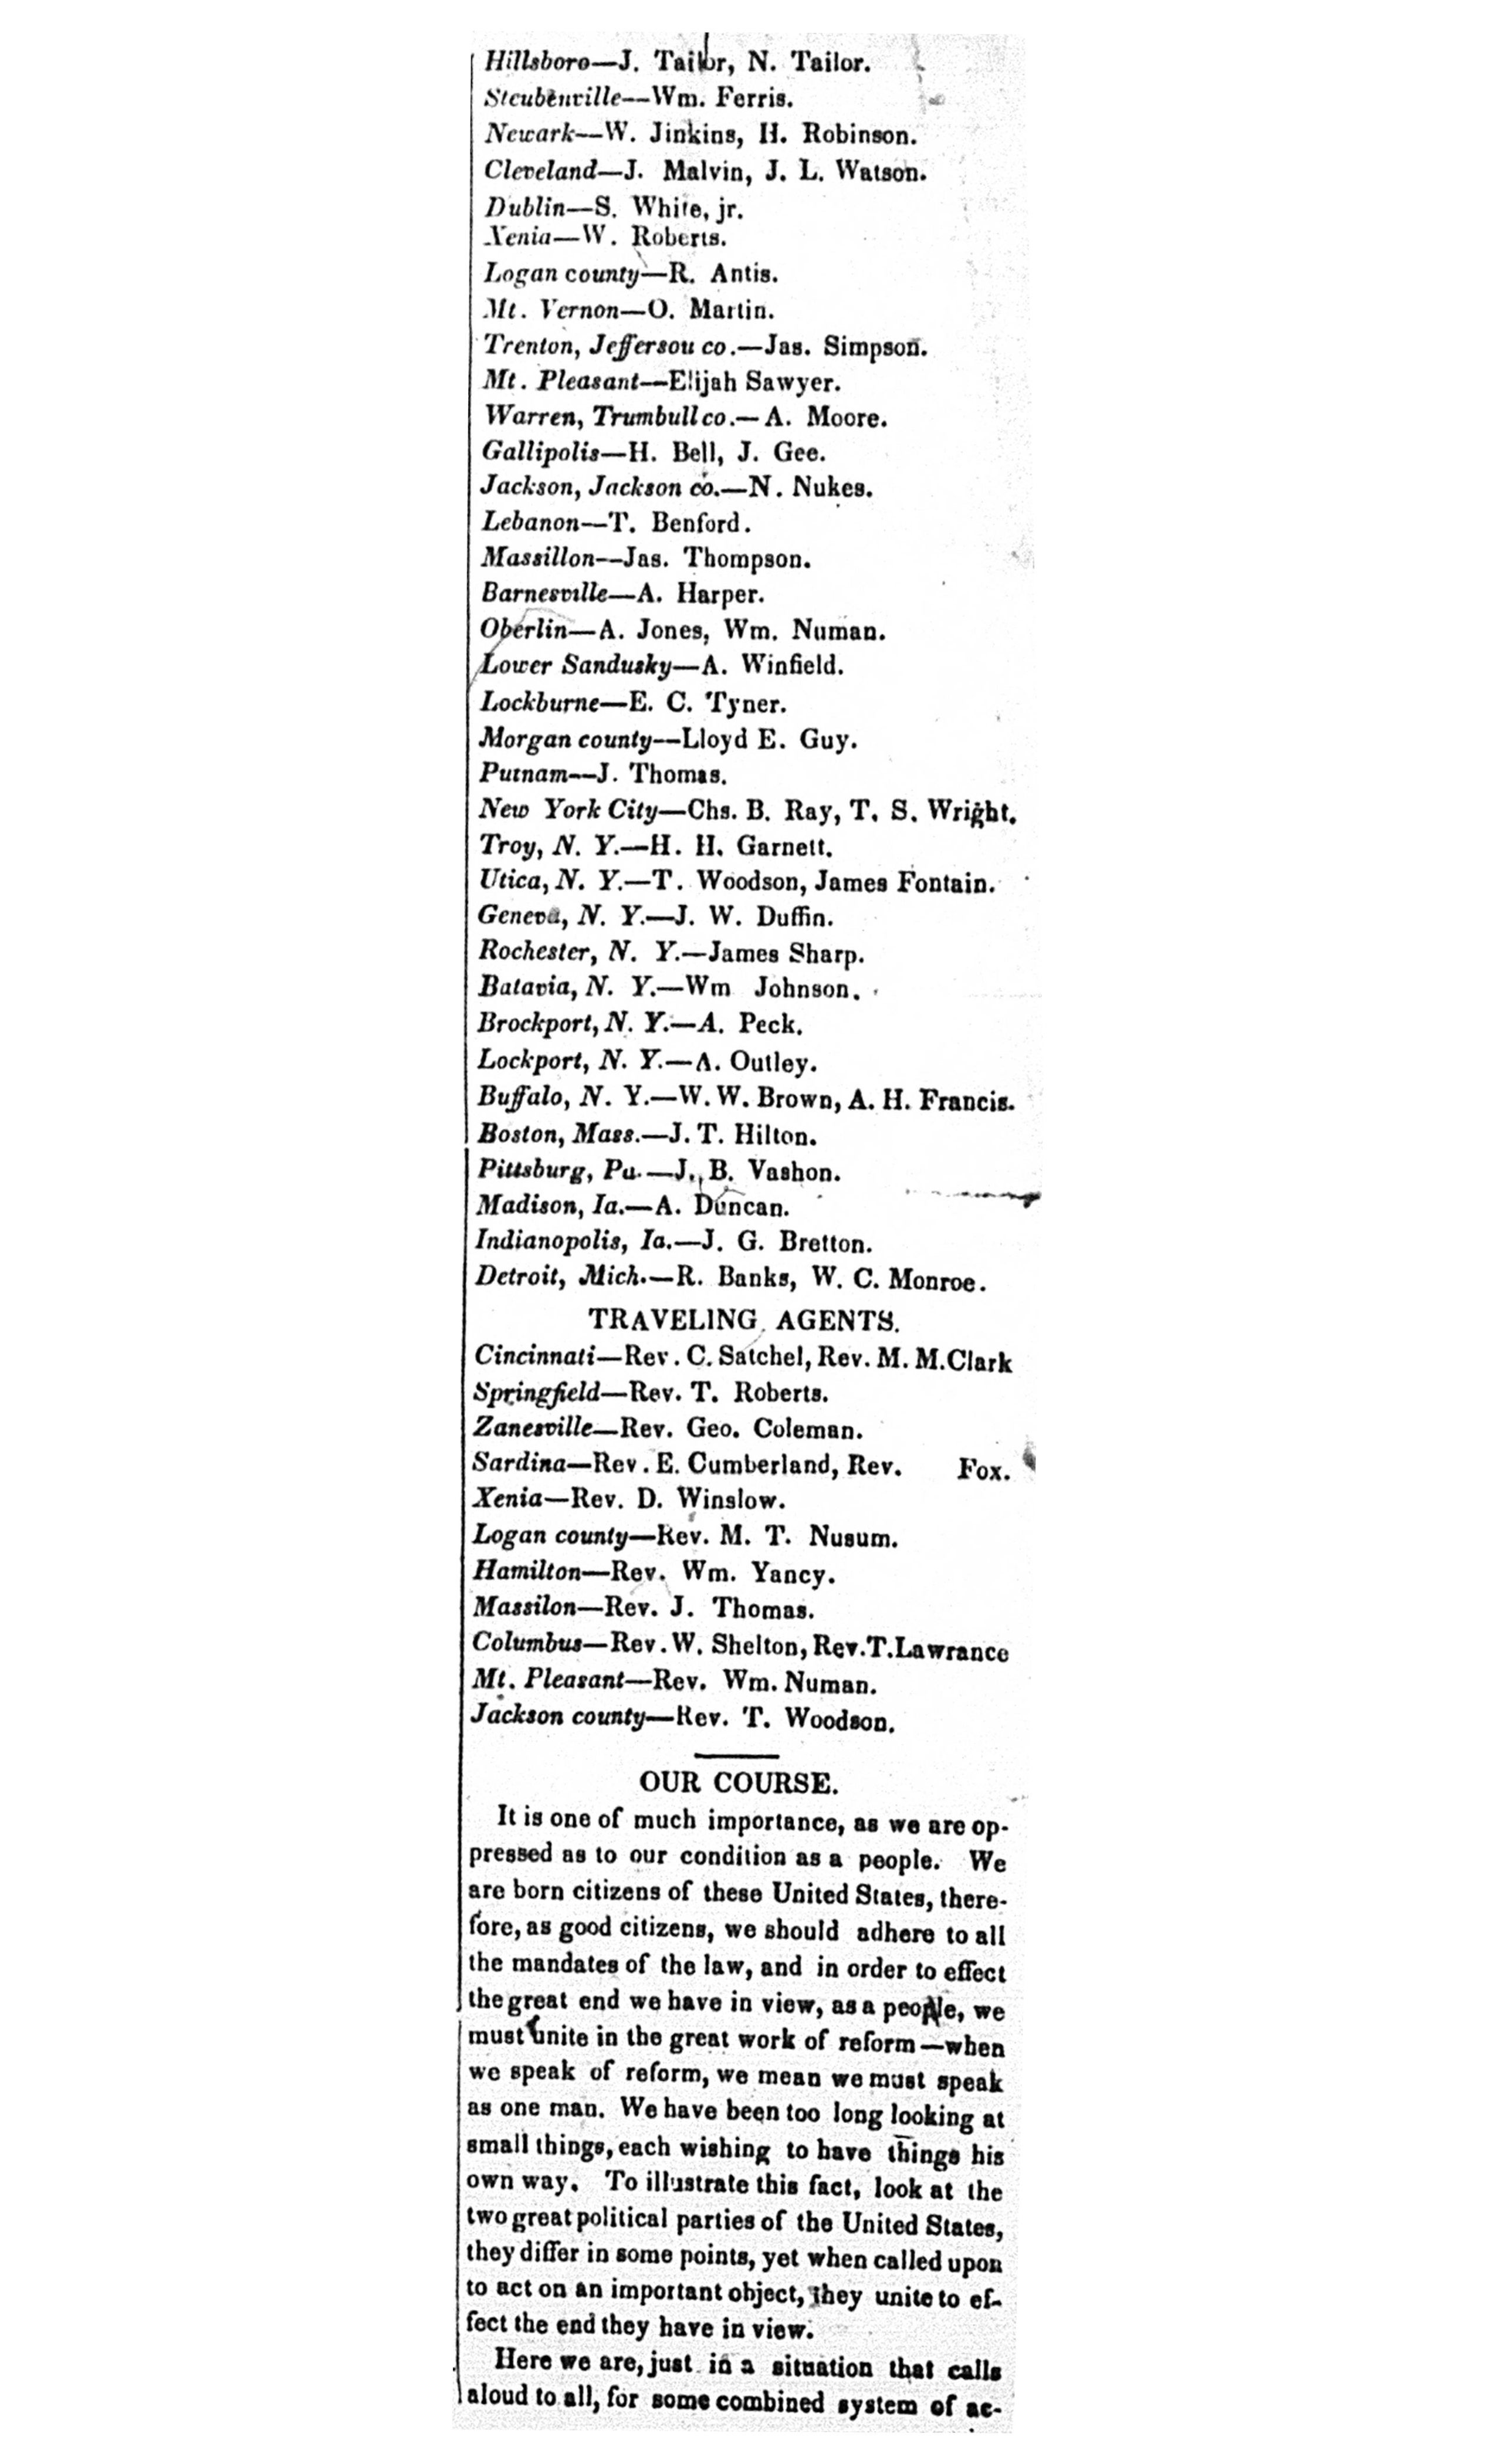 Hillsboro—J. Tailor, N. Tailor.
Steubenville—Wm. Ferris.
Newark—W. Jinkins, H. Robinson.
Cleveland—J. Malvin, J. L. Watson.
Dublin—S. White, jr.
Xenia—W. Roberts.
Logan county—R. Antis.
Mt. Vernon—O. Martin.
Trenton, Jeffersou co.—Jas. Simpson.
Mt. Pleasant—Elijah Sawyer.
Warren, Trumbull co.—A. Moore.
Gallipolis—H. Bell, J. Gee.
Jackson, Jackson co.—N. Nukes.
Lebanon—T. Benford.
Massillon—Jas. Thompson.
Barnesville—A. Harper.
Oberlin—A. Jones, Wm. Numan.
Lower Sandusky—A. Winfield.
Lockburne—E. C. Tyner.
Morgan county—Lloyd E. Guy.
Putnam—J. Thomas.
New York City—Chs. B. Ray, T. S. Wright.
Troy, N. Y.—H. H. Garnett.
Utica, N. Y.—T. Woodson, James Fontain.
Geneva, N. Y.—J. W. Duffin.
Rochester, N. Y.—James Sharp.
Batavia, N. Y.—Wm Johnson.
Brockport, N. Y.—A. Peck.
Lockport, N. Y.—A. Outley.
Buffalo, N. Y.—W. W. Brown, A. H. Francis.
Boston, Mass.—J. T. Hilton.
Pittsburg, Pa.—J. B. Vashon.
Madison, Ia.—A. Duncan.
Indianopolis, Ia.—J. G. Bretton.
Detroit, Mich.—R. Banks, W. C. Monroe.
TRAVELING AGENTS.
Cincinnati—Rev. C. Satchel, Rev. M. M. Clark
Springfield—Rev. T. Roberts.
Zanesville—Rev. Geo. Coleman.
Sardina—Rev. E. Cumberland, Rev. Fox.
Xenia—Rev. D. Winslow.
Logan county—Rev. M. T. Nusum.
Hamilton—Rev. Wm. Yancy.
Massilon—Rev. J. Thomas.
Columbus—Rev. W. Shelton, Rev. T. Lawrance
Mt. Pleasant—Rev. Wm. Numan.
Jackson county—Rev. T. Woodson.
OUR COURSE.
It is one of much importance, as we are op-
pressed as to our condition as a people. We
are born citizens of these United States, there-
fore, as good citizens, we should adhere to all
the mandates of the law, and in order to effect
the great end we have in view, as a people, we
must unite in the great work of reform—when
we speak of reform, we mean we must speak
as one man. We have been too long looking at
small things, each wishing to have things his
own way. To illustrate this fact, look at the
two great political parties of the United States,
they differ in some points, yet when called upon
to act on an important object, they unite to ef-
fect the end they have in view.
Here we are, just in a situation that calls
aloud to all, for some combined system of ac-